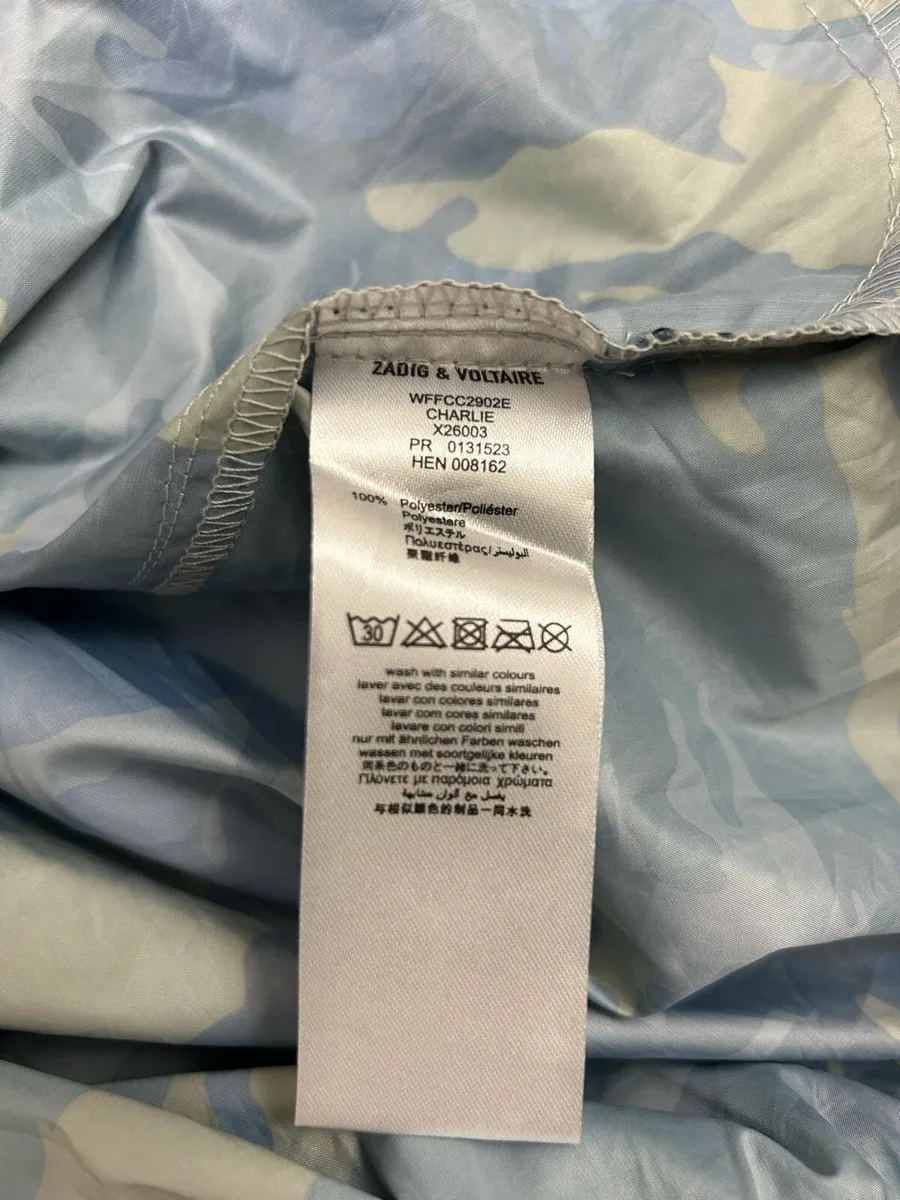 ZADIG & VOLTAIRE
WFFCC2902E
CHARLIE
X26003
PR 0131523
HEN 008162
100% Polyester/Poliéster
Polyestere
ポリエステル
Πολυεστέρας/البوليستر
聚酯纤维
30
wash with similar colours
laver avec des couleurs similaires
lavar con colores similares
lavar com cores similares
lavare con colori simili
nur mit ähnlichen Farben waschen
wassen met soortgelijke kleuren
同系色のものと一緒に洗って下さい。
Πλύνετε με παρόμοια χρώματα
يغسل مع ألوان مشابهة
与相似颜色的制品一同水洗